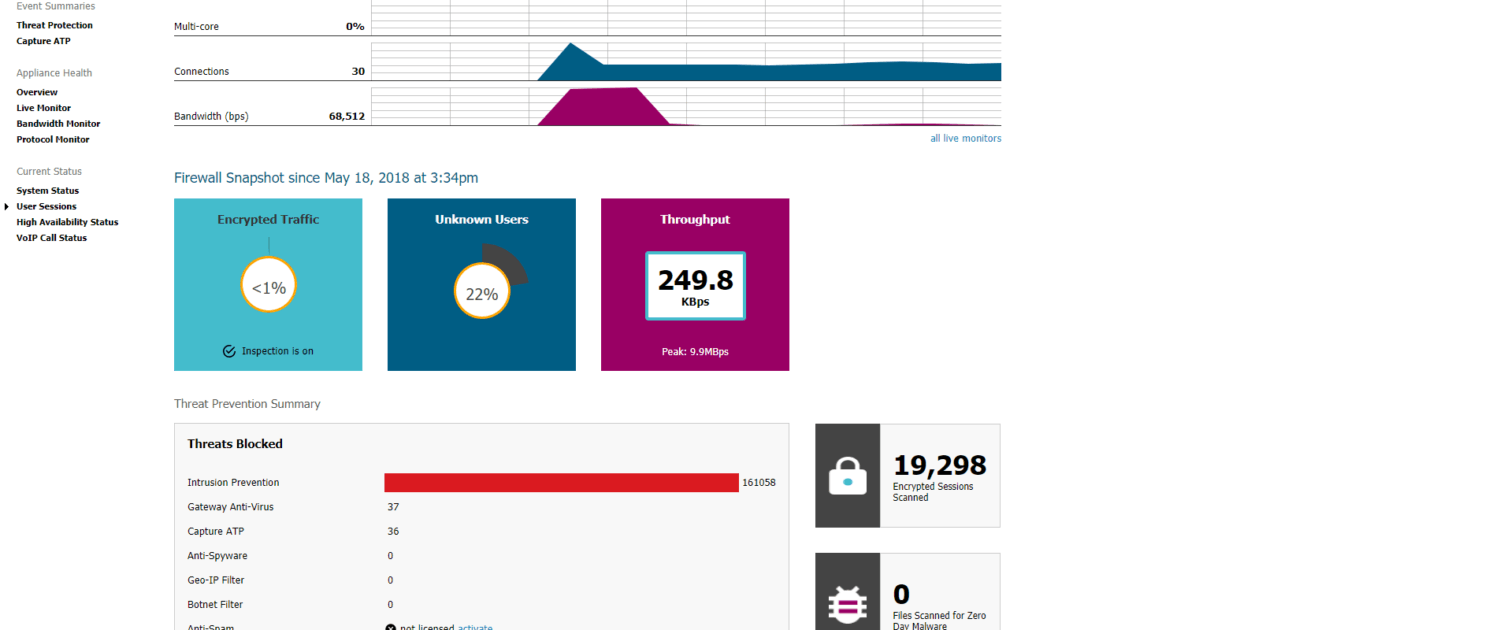 Event Summaries
Threat Protection
Capture ATP
Appliance Health
Overview
Live Monitor
Bandwidth Monitor
Protocol Monitor
Current Status
System Status
User Sessions
High Availability Status
VoIP Call Status
Multi-core 0%
Connections 30
Bandwidth (bps) 68,512
all live monitors
Firewall Snapshot since May 18, 2018 at 3:34pm
Encrypted Traffic
<1%
Inspection is on
Unknown Users
22%
Throughput
249.8
KBps
Peak: 9.9MBps
Threat Prevention Summary
Threats Blocked
Intrusion Prevention 161058
Gateway Anti-Virus 37
Capture ATP 36
Anti-Spyware 0
Geo-IP Filter 0
Botnet Filter 0
Anti-Spam not licensed activate
19,298
Encrypted Sessions
Scanned
0
Files Scanned for Zero
Day Malware